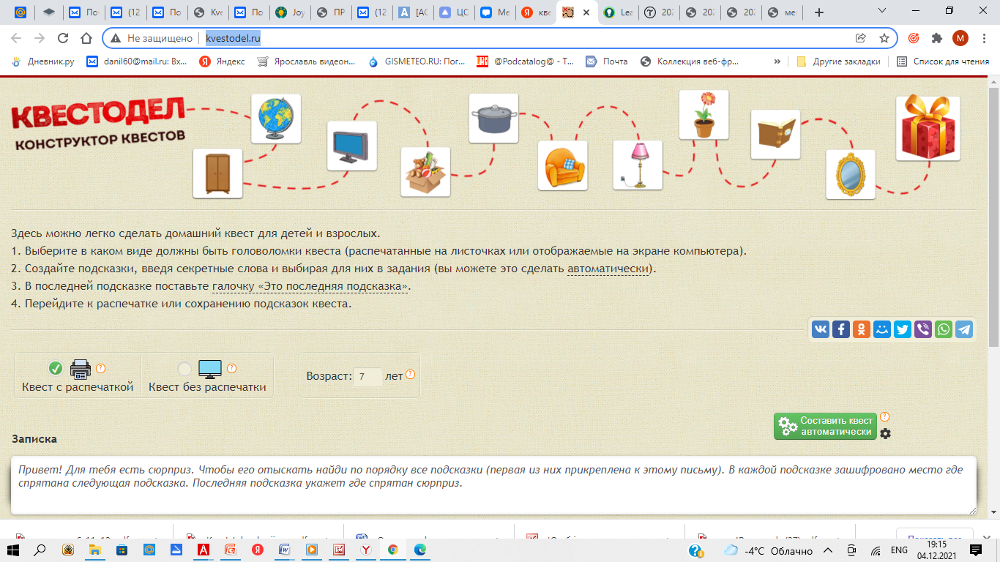 По
(12
По
Kve
По
Joy
ПР
(12
[АС
ЦС
Ме
кве
Lea
202
202
202
ме
Не защищено
kvestodel.ru
М
Дневник.ру
danil60@mail.ru: Вх...
Яндекс
Ярославль видеон...
GISMETEO.RU: Пог...
@Podcatalog@ - Т...
Почта
Коллекция веб-фр...
»
Другие закладки
Список для чтения
КВЕСТОДЕЛ
КОНСТРУКТОР КВЕСТОВ
Здесь можно легко сделать домашний квест для детей и взрослых.
1. Выберите в каком виде должны быть головоломки квеста (распечатанные на листочках или отображаемые на экране компьютера).
2. Создайте подсказки, введя секретные слова и выбирая для них в задания (вы можете это сделать автоматически).
3. В последней подсказке поставьте галочку «Это последняя подсказка».
4. Перейдите к распечатке или сохранению подсказок квеста.
Квест с распечаткой
Квест без распечатки
Возраст: 7 лет
Составить квест
автоматически
Записка
Привет! Для тебя есть сюрприз. Чтобы его отыскать найди по порядку все подсказки (первая из них прикреплена к этому письму). В каждой подсказке зашифровано место где
спрятана следующая подсказка. Последняя подсказка укажет где спрятан сюрприз.
-4°C Облачно
ENG
19:15
04.12.2021